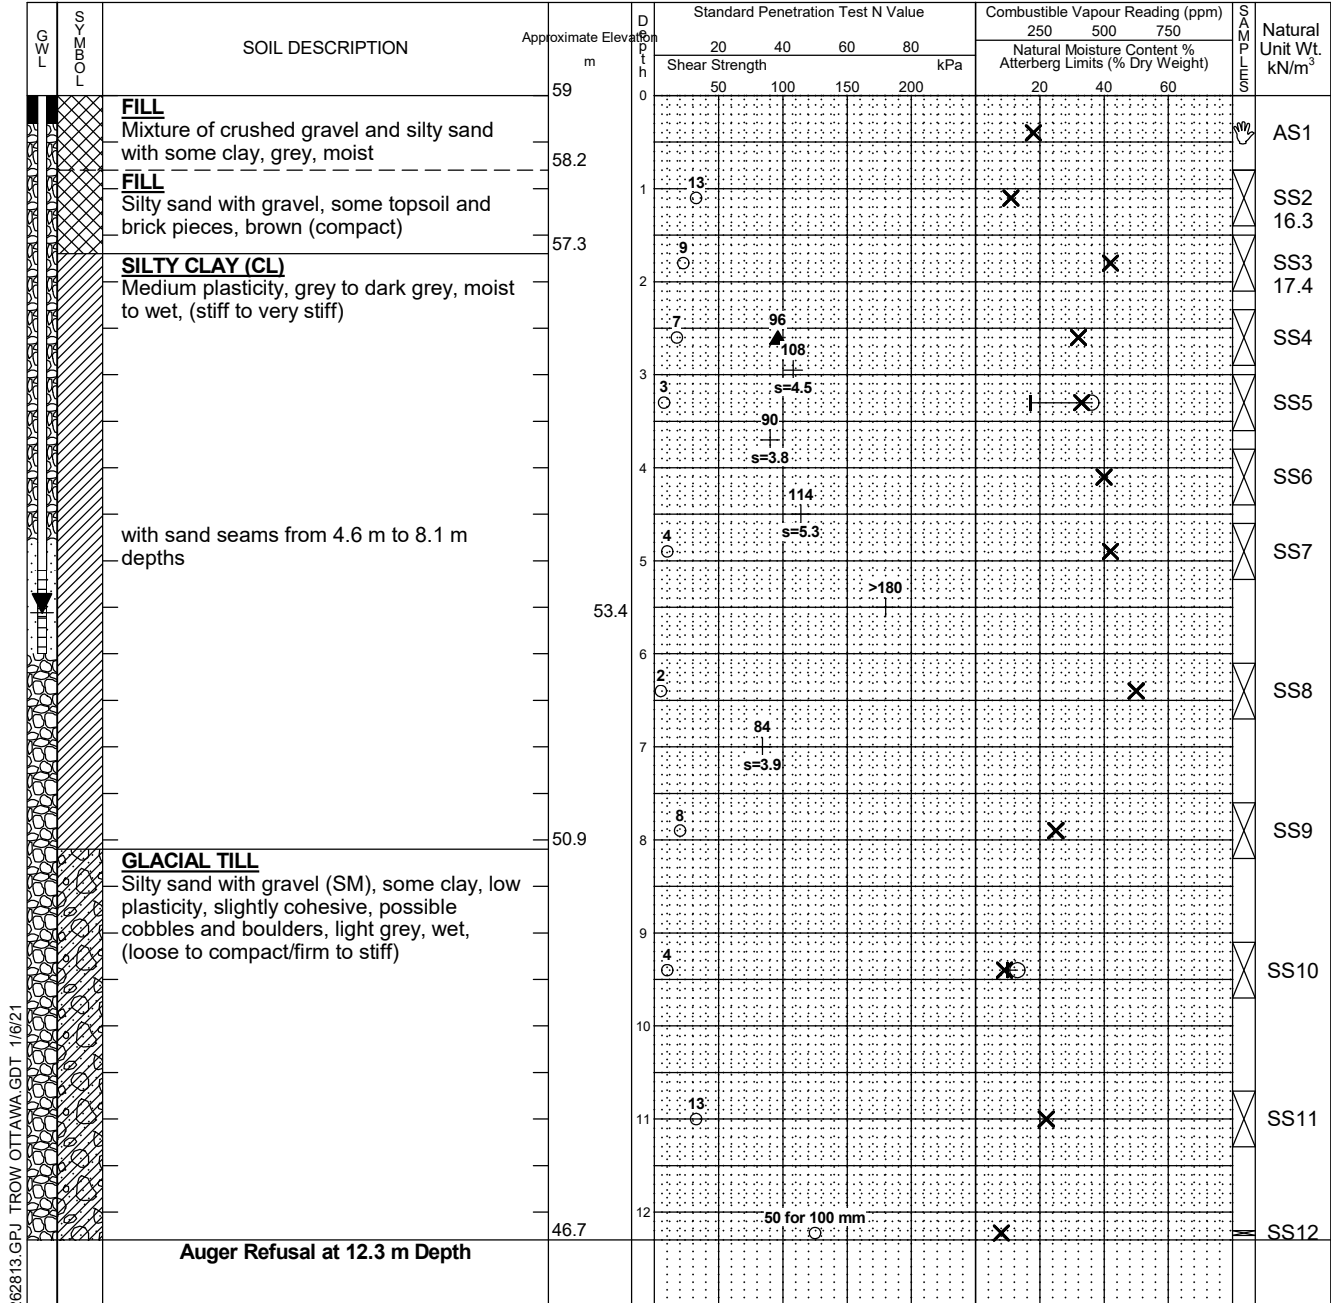 GWL
SYMBOL
SOIL DESCRIPTION
Approximate Elevation
m
Depth
Standard Penetration Test N Value
20 40 60 80
Shear Strength kPa
50 100 150 200
Combustible Vapour Reading (ppm)
250 500 750
Natural Moisture Content %
Atterberg Limits (% Dry Weight)
20 40 60
SAMPLES
Natural
Unit Wt.
kN/m³
59
0
FILL
Mixture of crushed gravel and silty sand
with some clay, grey, moist
AS1
58.2
FILL
Silty sand with gravel, some topsoil and
brick pieces, brown (compact)
1
13
SS2
16.3
57.3
SILTY CLAY (CL)
Medium plasticity, grey to dark grey, moist
to wet, (stiff to very stiff)
9
SS3
17.4
2
7
96
SS4
108
s=4.5
3
3
SS5
90
s=3.8
4
SS6
114
s=5.3
with sand seams from 4.6 m to 8.1 m
depths
4
SS7
5
>180
53.4
6
2
SS8
84
7
s=3.9
8
SS9
8
50.9
GLACIAL TILL
Silty sand with gravel (SM), some clay, low
plasticity, slightly cohesive, possible
cobbles and boulders, light grey, wet,
(loose to compact/firm to stiff)
9
4
SS10
10
13
11
SS11
12
50 for 100 mm
46.7
SS12
Auger Refusal at 12.3 m Depth
262813.GPJ TROW OTTAWA.GDT 1/6/21